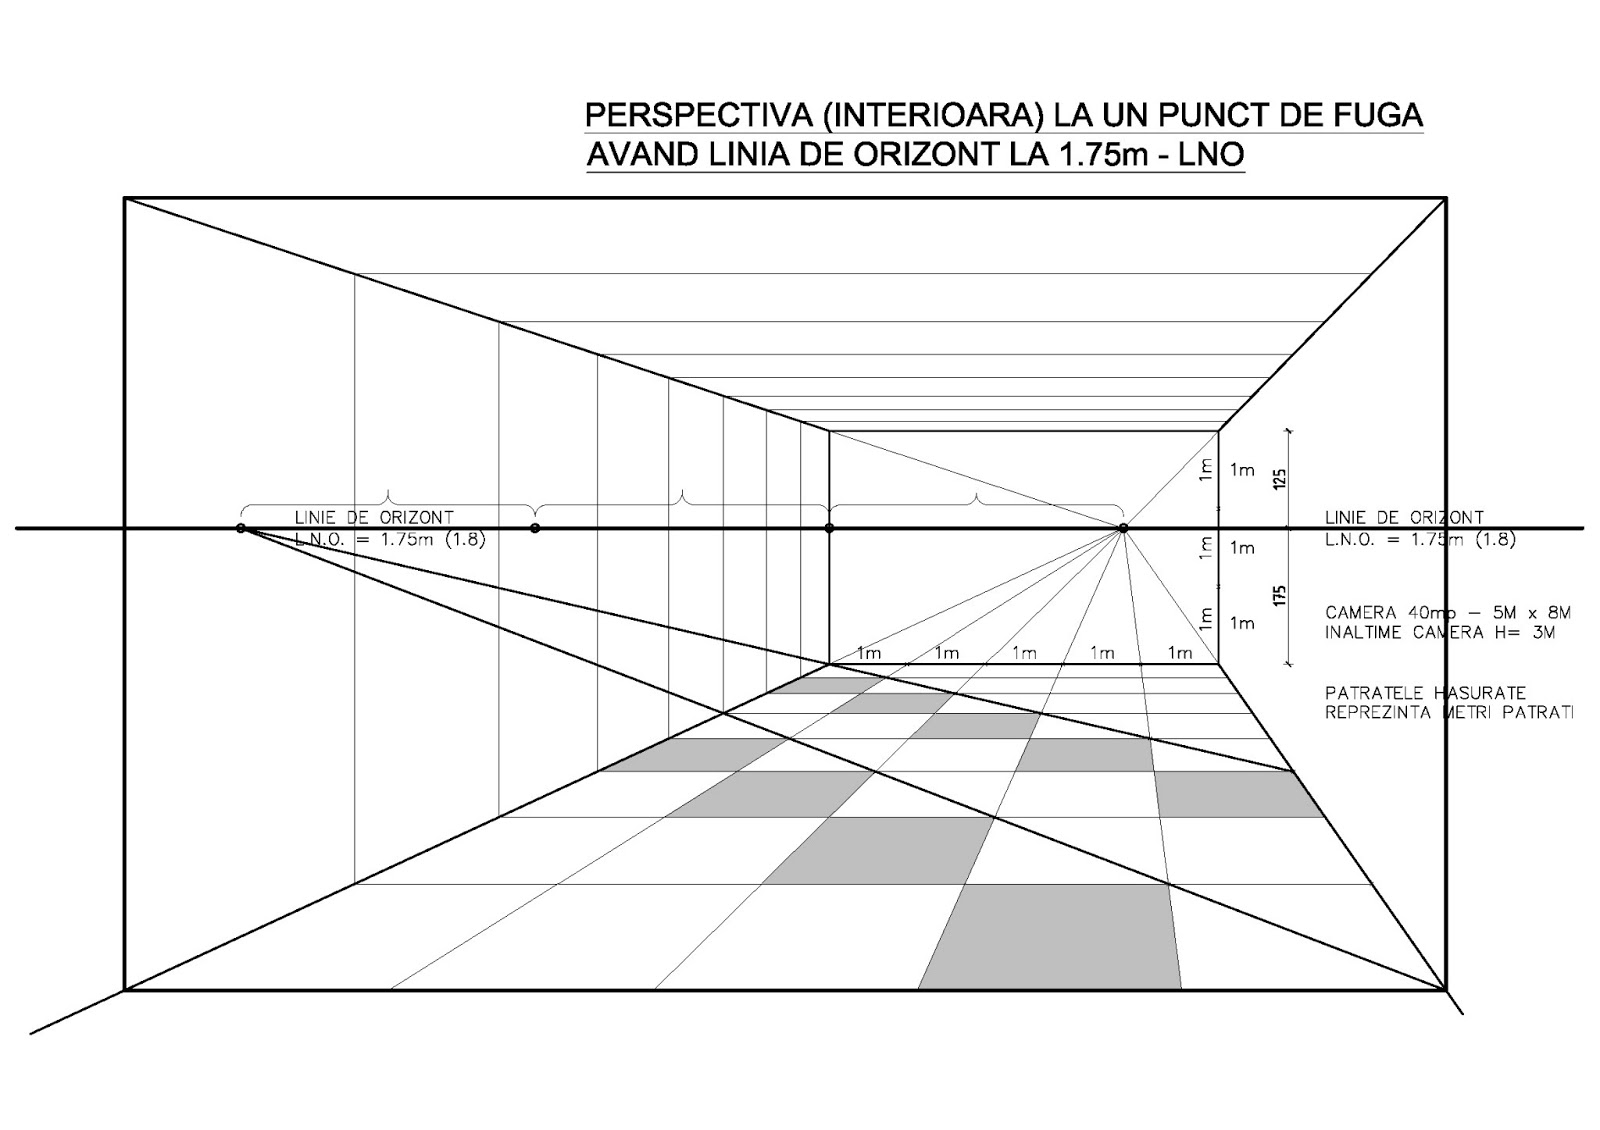 PERSPECTIVA (INTERIOARA) LA UN PUNCT DE FUGA
AVAND LINIA DE ORIZONT LA 1.75m - LNO
1m
1m
125
LINIE DE ORIZONT
L.N.O. = 1.75m (1.8)
LINIE DE ORIZONT
L.N.O. = 1.75m (1.8)
1m
1m
175
1m
1m
CAMERA 40mp – 5M x 8M
INALTIME CAMERA H= 3M
1m
1m
1m
1m
1m
PATRATELE HASURATE
REPREZINTA METRI PATRATI